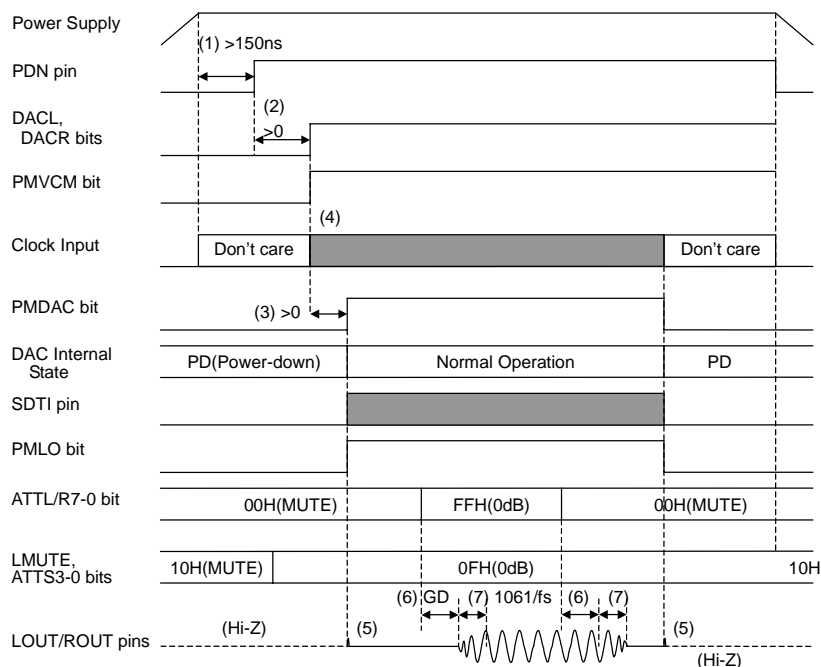 Power Supply
(1) >150ns
PDN pin
(2)
DACL,
DACR bits
>0
PMVCM bit
(4)
Clock Input
Don't care
Don't care
PMDAC bit
(3) >0
DAC Internal
State
PD(Power-down)
Normal Operation
PD
SDTI pin
PMLO bit
ATTL/R7-0 bit
00H(MUTE)
FFH(0dB)
00H(MUTE)
LMUTE,
ATTS3-0 bits
10H(MUTE)
0FH(0dB)
10H
(6) GD (7) 1061/fs (6) (7)
LOUT/ROUT pins
(Hi-Z)
(5)
(5)
(Hi-Z)